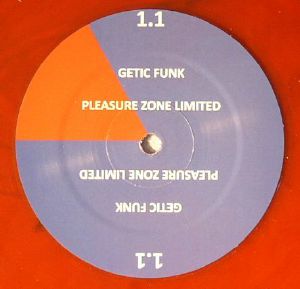 1.1
GETIC FUNK
PLEASURE ZONE LIMITED
PLEASURE ZONE LIMITED
GETIC FUNK
1.1